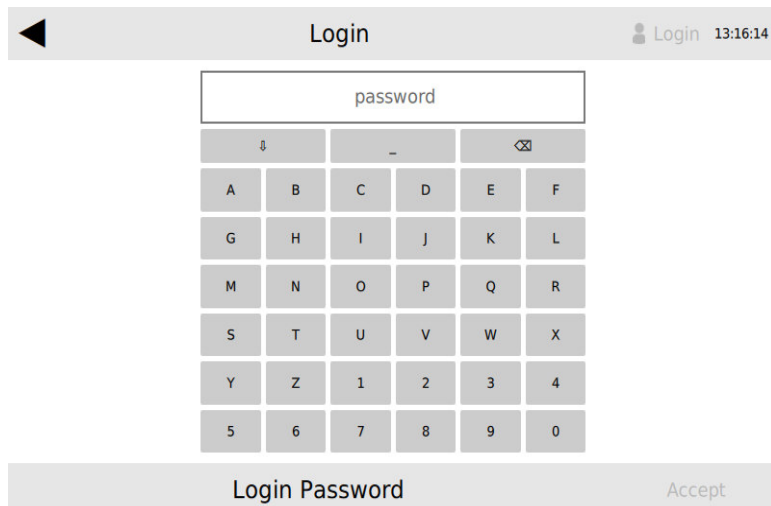 Login Login 13:16:14
password
⇩ _ ⌫
A B C D E F
G H I J K L
M N O P Q R
S T U V W X
Y Z 1 2 3 4
5 6 7 8 9 0
Login Password Accept